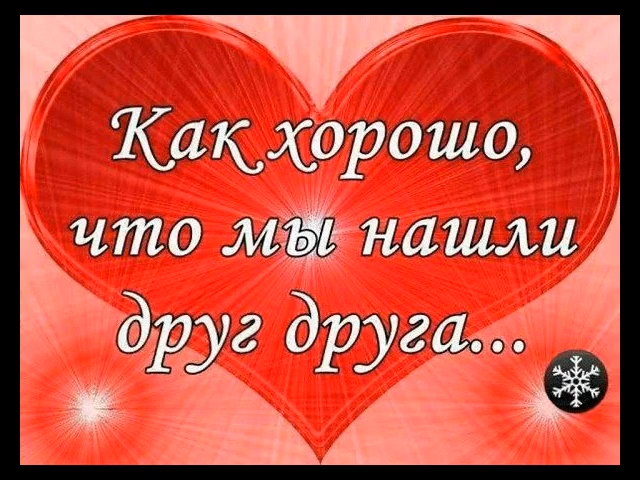 Как хорошо,
что мы нашли
друг друга...